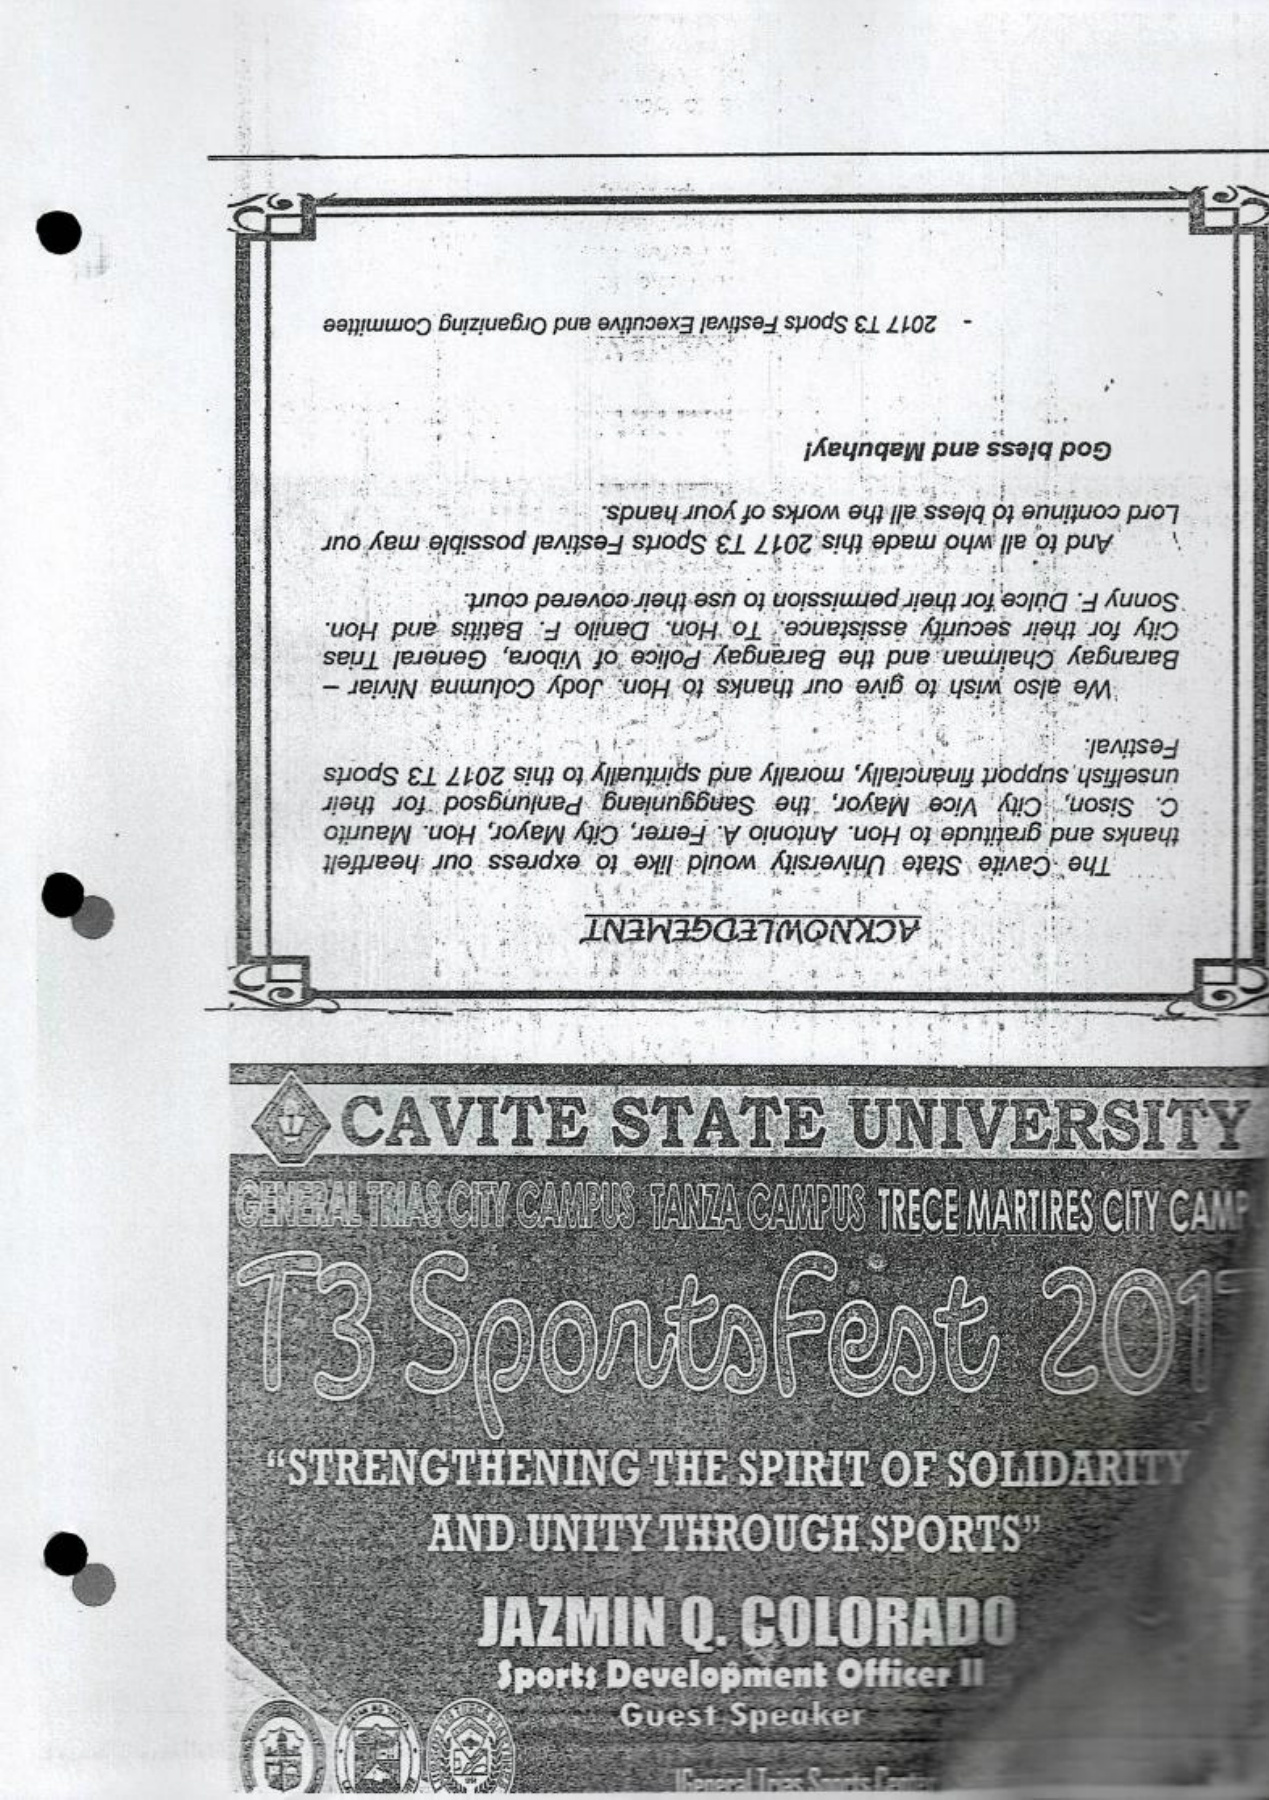 ACKNOWLEDGEMENT
The Cavite State University would like to express our heartfelt
thanks and gratitude to Hon. Antonio A. Ferrer, City Mayor, Hon. Maurito
C. Sison, City Vice Mayor, the Sangguniang Panlungsod for their
unselfish support financially, morally and spiritually to this 2017 T3 Sports
Festival.
We also wish to give our thanks to Hon. Jody Columna Niviar –
Barangay Chairman and the Barangay Police of Vibora, General Trias
City for their security assistance. To Hon. Danilo F. Battitis and Hon.
Sonny F. Dulce for their permission to use their covered court.
And to all who made this 2017 T3 Sports Festival possible may our
Lord continue to bless all the works of your hands.
God bless and Mabuhay!
- 2017 T3 Sports Festival Executive and Organizing Committee
CAVITE STATE UNIVERSITY
GENERAL TRIAS CITY CAMPUS TANZA CAMPUS TRECE MARTIRES CITY CAMP
T3 SportsFest 2017
“STRENGTHENING THE SPIRIT OF SOLIDARITY
AND UNITY THROUGH SPORTS”
JAZMIN Q. COLORADO
Sports Development Officer II
Guest Speaker
General Trias Sports